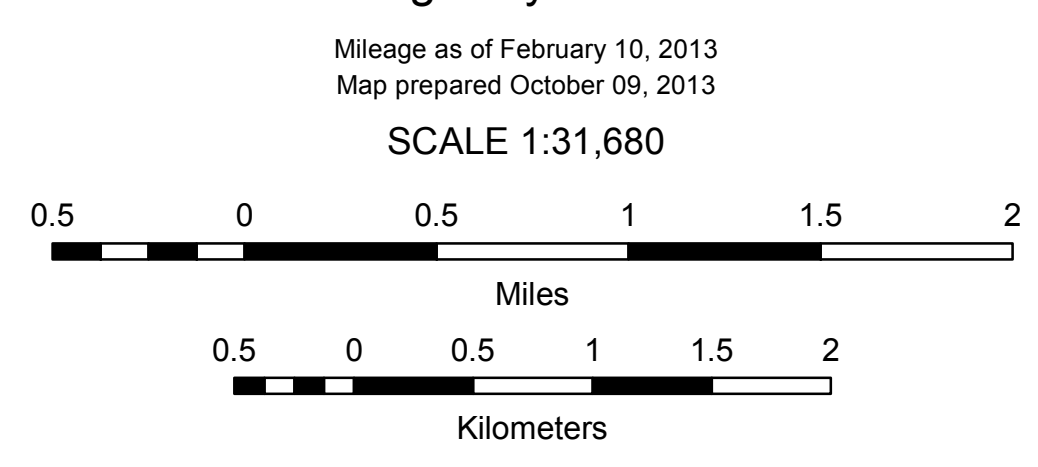 Mileage as of February 10, 2013
Map prepared October 09, 2013
SCALE 1:31,680
0.5 0 0.5 1 1.5 2
Miles
0.5 0 0.5 1 1.5 2
Kilometers